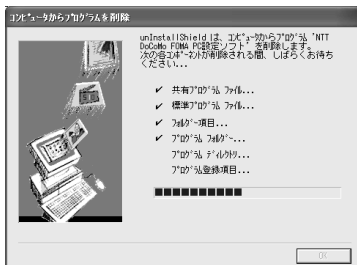 コンピュータからプログラムを削除
unInstallShield は、コンピュータからプログラム 'NTT
DoCoMo FOMA PC設定ソフト' を削除します。
次の各コンポーネントが削除される間、しばらくお待ち
ください...
共有プログラム ファイル...
標準プログラム ファイル...
フォルダー項目...
プログラム フォルダー...
プログラム ディレクトリ...
プログラム登録項目...
OK